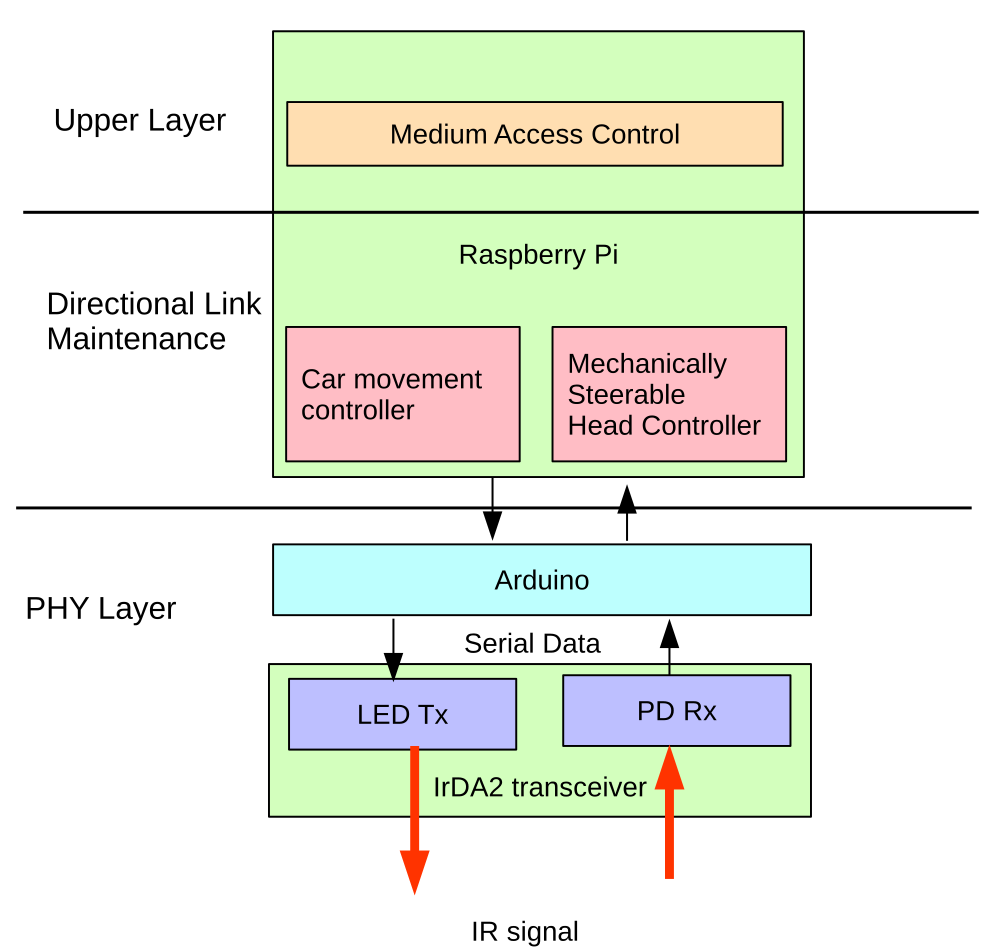 Upper Layer
Medium Access Control
Raspberry Pi
Directional Link
Maintenance
Car movement
controller
Mechanically
Steerable
Head Controller
Arduino
PHY Layer
Serial Data
LED Tx
PD Rx
IrDA2 transceiver
IR signal